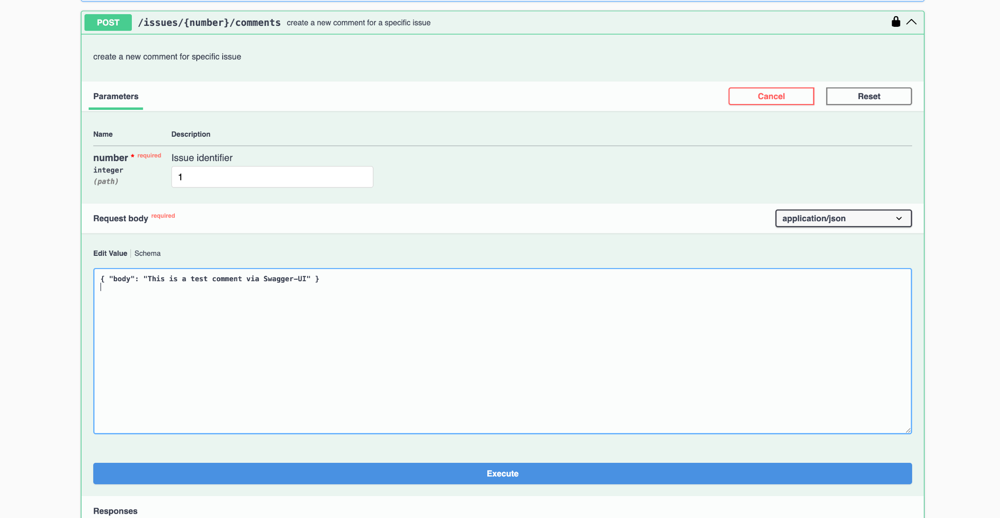 POST /issues/{number}/comments create a new comment for a specific issue
create a new comment for specific issue
Parameters Cancel Reset
Name Description
number * required Issue identifier
integer
(path)
1
Request body required application/json
Edit Value Schema
{ "body": "This is a test comment via Swagger-UI" }
Execute
Responses